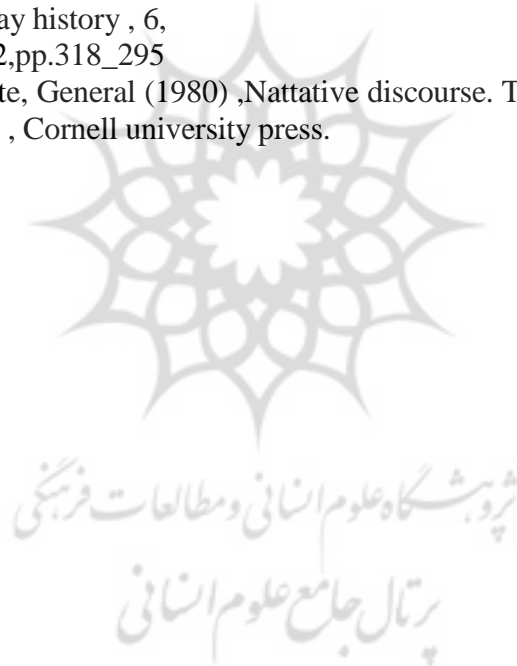 ay history , 6,
2,pp.318_295
te, General (1980) ,Nattative discourse. T
, Cornell university press.
پژوهشگاه علوم انسانی و مطالعات فرهنگی
پرتال جامع علوم انسانی